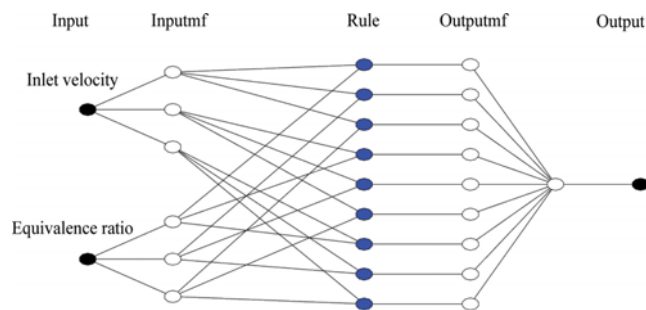 Input Inputmf Rule Outputmf Output
Inlet velocity
Equivalence ratio